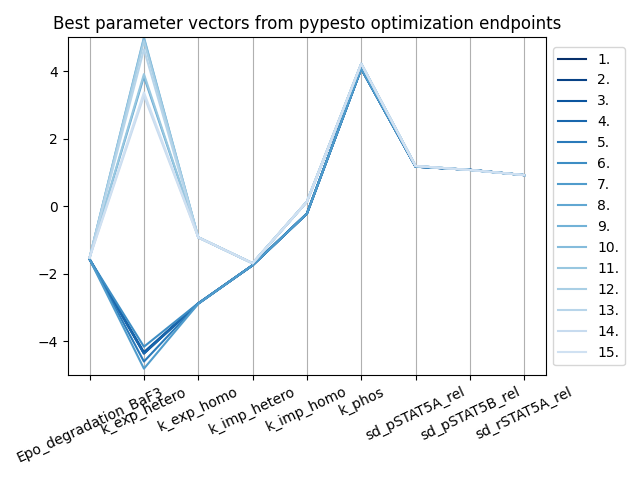 Best parameter vectors from pypesto optimization endpoints
4
2
0
−2
−4
Epo_degradation_BaF3
k_exp_hetero
k_exp_homo
k_imp_hetero
k_imp_homo
k_phos
sd_pSTAT5A_rel
sd_pSTAT5B_rel
sd_rSTAT5A_rel
1.
2.
3.
4.
5.
6.
7.
8.
9.
10.
11.
12.
13.
14.
15.